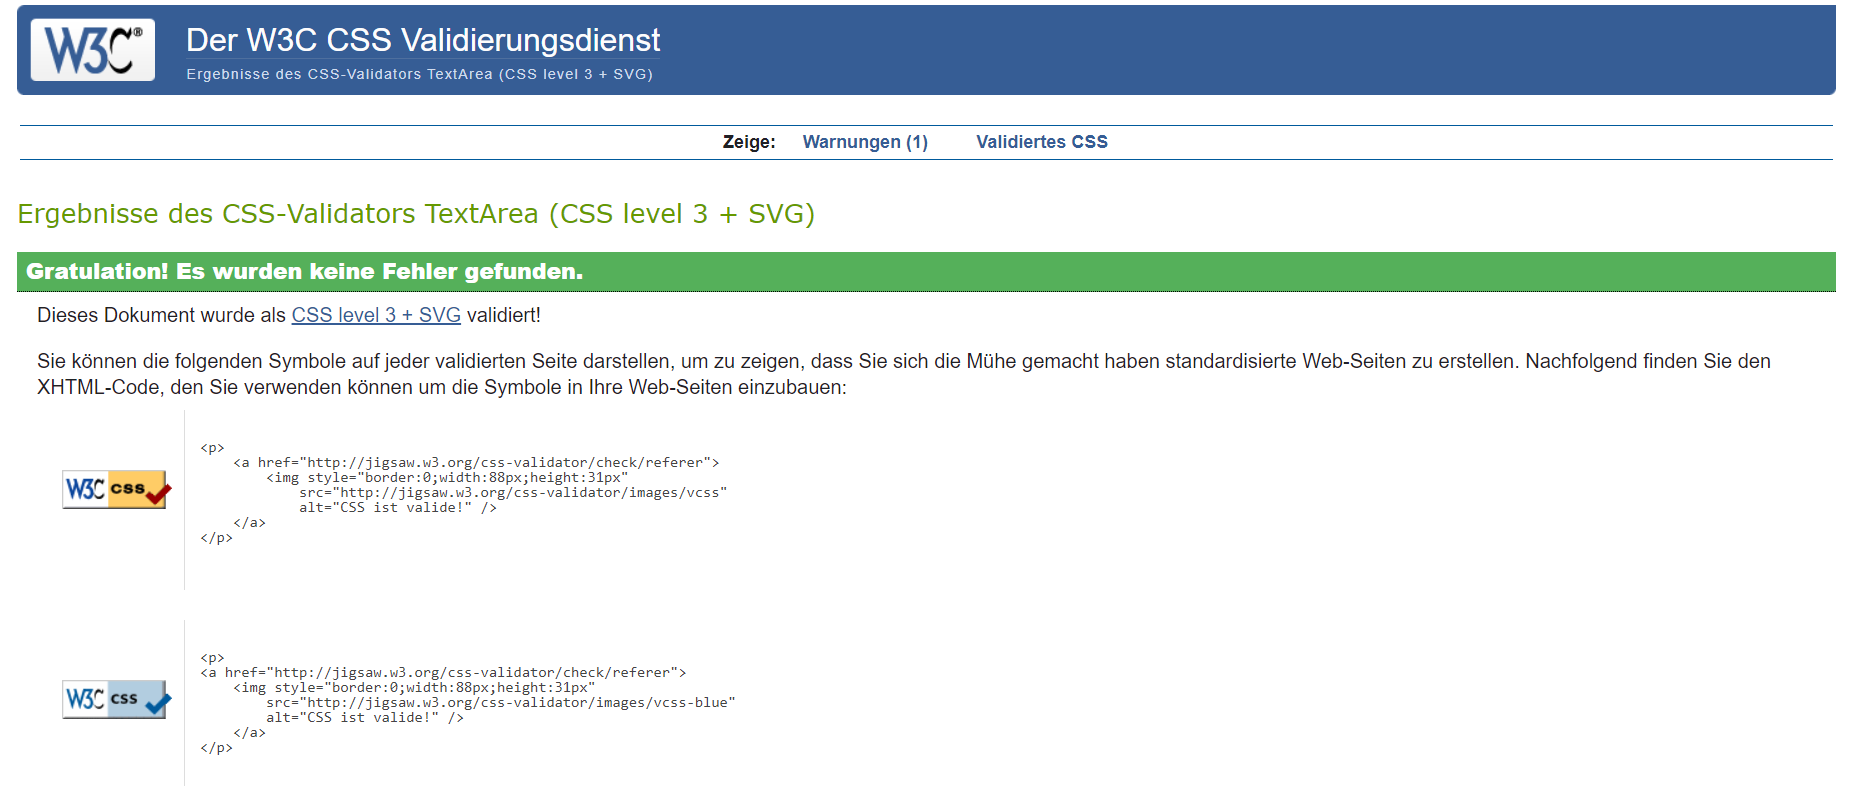 W3C®
Der W3C CSS Validierungsdienst
Ergebnisse des CSS-Validators TextArea (CSS level 3 + SVG)
Zeige: Warnungen (1) Validiertes CSS
Ergebnisse des CSS-Validators TextArea (CSS level 3 + SVG)
Gratulation! Es wurden keine Fehler gefunden.
Dieses Dokument wurde als CSS level 3 + SVG validiert!
Sie können die folgenden Symbole auf jeder validierten Seite darstellen, um zu zeigen, dass Sie sich die Mühe gemacht haben standardisierte Web-Seiten zu erstellen. Nachfolgend finden Sie den
XHTML-Code, den Sie verwenden können um die Symbole in Ihre Web-Seiten einzubauen:
W3C css
<p>
    <a href="http://jigsaw.w3.org/css-validator/check/referer">
        <img style="border:0;width:88px;height:31px"
            src="http://jigsaw.w3.org/css-validator/images/vcss"
            alt="CSS ist valide!" />
    </a>
</p>
W3C css
<p>
<a href="http://jigsaw.w3.org/css-validator/check/referer">
    <img style="border:0;width:88px;height:31px"
        src="http://jigsaw.w3.org/css-validator/images/vcss-blue"
        alt="CSS ist valide!" />
    </a>
</p>